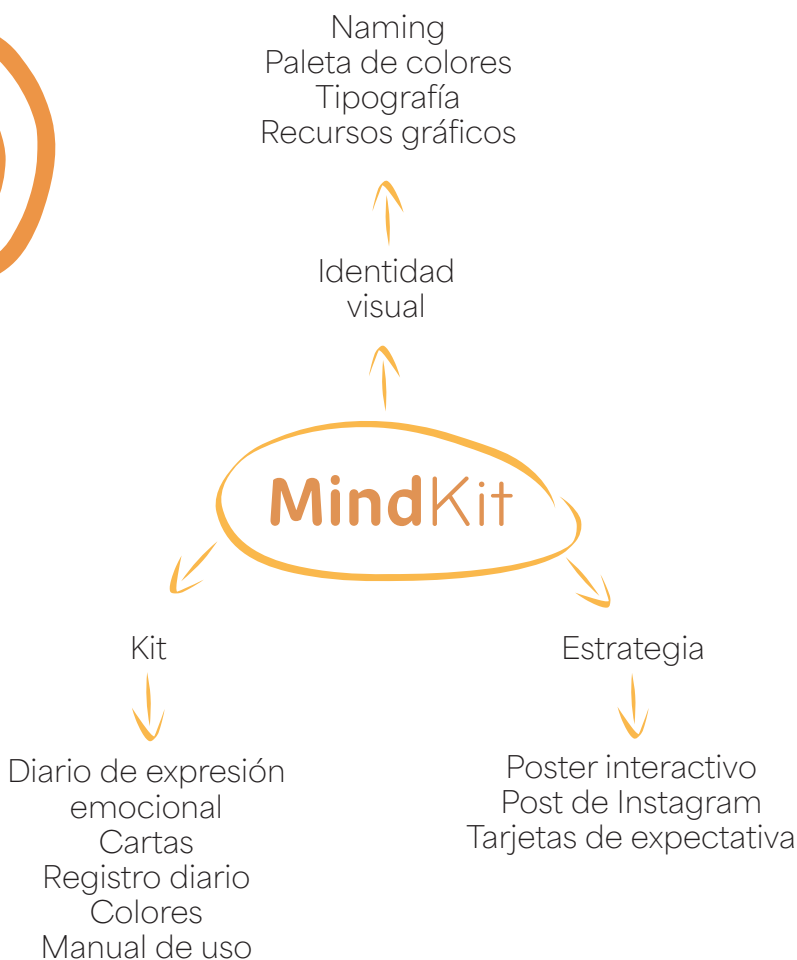 Naming
Paleta de colores
Tipografía
Recursos gráficos
Identidad
visual
MindKit
Kit
Diario de expresión
emocional
Cartas
Registro diario
Colores
Manual de uso
Estrategia
Poster interactivo
Post de Instagram
Tarjetas de expectativa